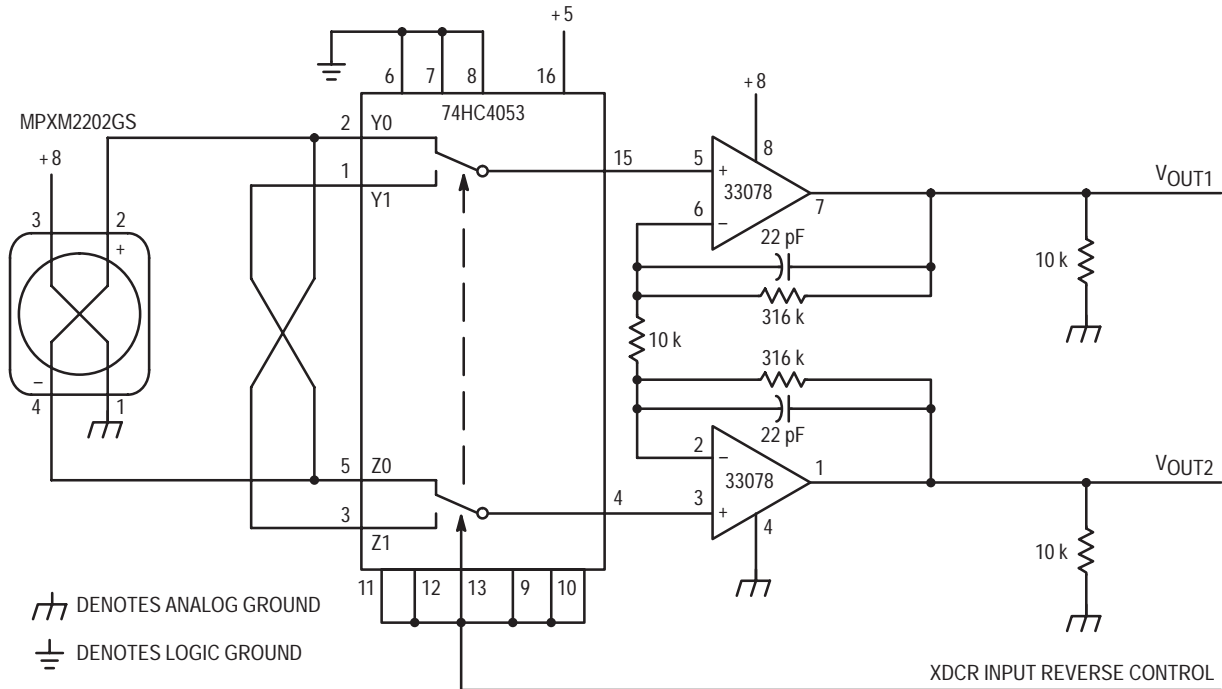 +5
6
7
8
16
74HC4053
+8
MPXM2202GS
2
Y0
8
+8
15
5
+
VOUT1
1
33078
7
Y1
3
2
6
–
+
22 pF
10 k
316 k
10 k
316 k
–
4
1
22 pF
2
–
1
VOUT2
5
Z0
33078
4
3
+
3
4
Z1
10 k
11
12
13
9
10
DENOTES ANALOG GROUND
DENOTES LOGIC GROUND
XDCR INPUT REVERSE CONTROL